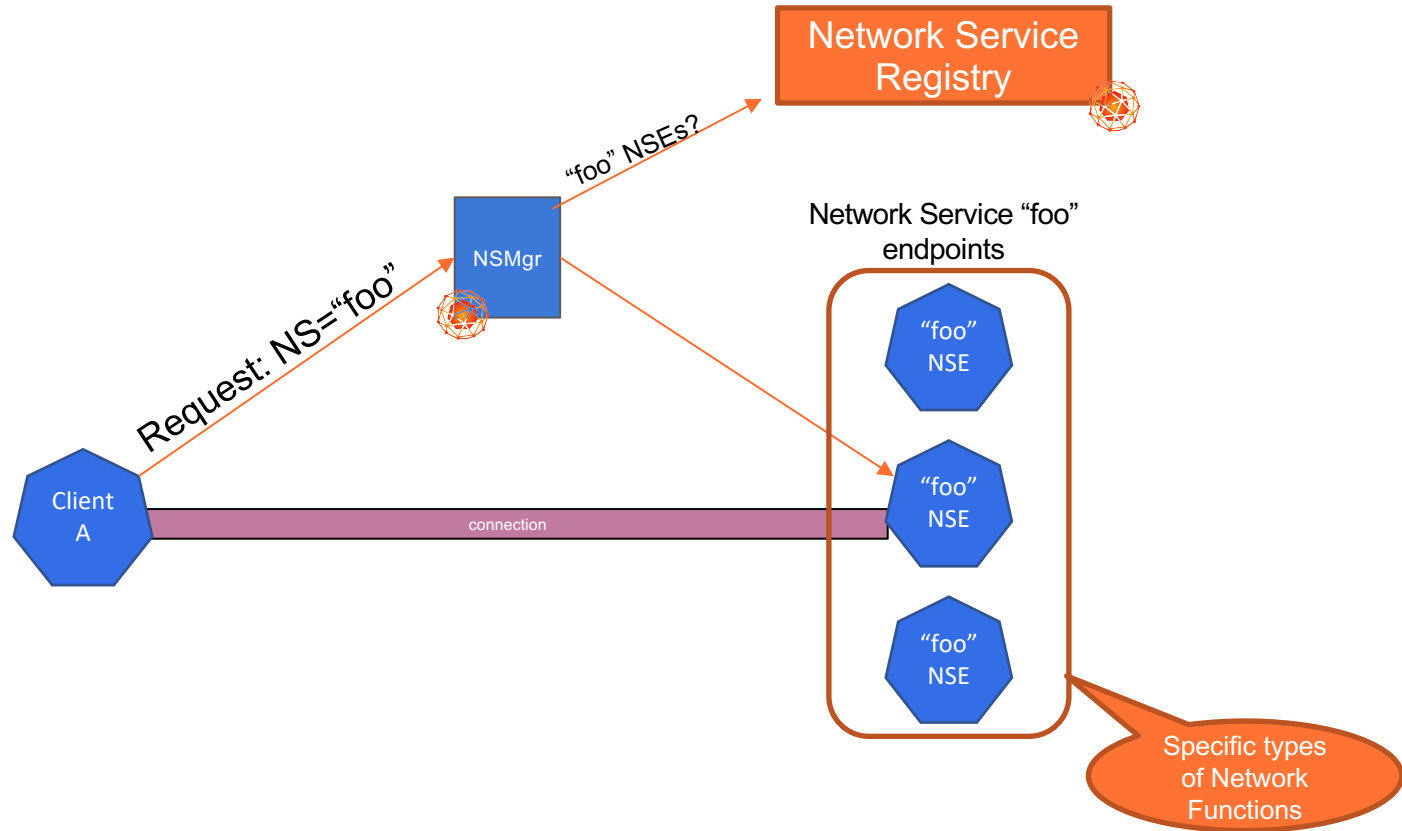 Network Service
Registry
“foo” NSEs?
NSMgr
Request: NS=“foo”
Network Service “foo”
endpoints
“foo”
NSE
Client
A
connection
“foo”
NSE
“foo”
NSE
Specific types
of Network
Functions